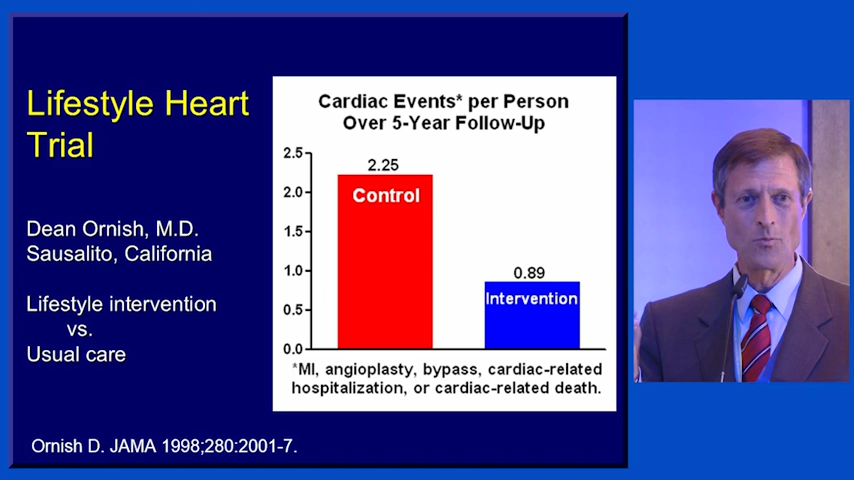 Lifestyle Heart
Trial
Dean Ornish, M.D.
Sausalito, California
Lifestyle intervention
vs.
Usual care
Cardiac Events* per Person
Over 5-Year Follow-Up
2.5
2.0
1.5
1.0
0.5
0.0
2.25
Control
0.89
Intervention
*MI, angioplasty, bypass, cardiac-related
hospitalization, or cardiac-related death.
Ornish D. JAMA 1998;280:2001-7.